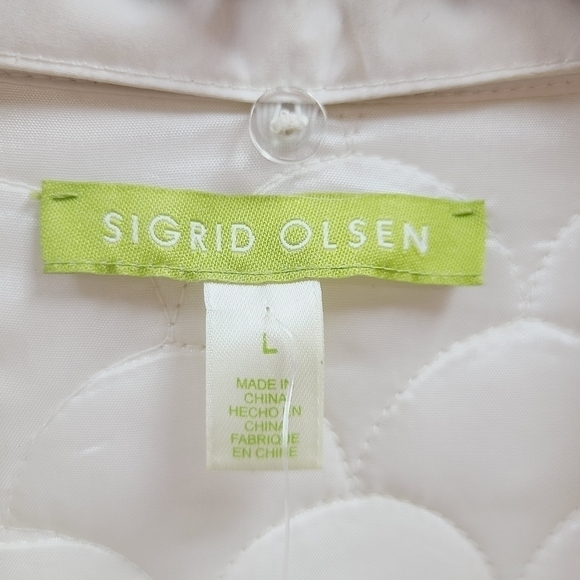 SIGRID OLSEN
L
MADE IN
CHINA
HECHO EN
CHINA
FABRIQUE
EN CHINE